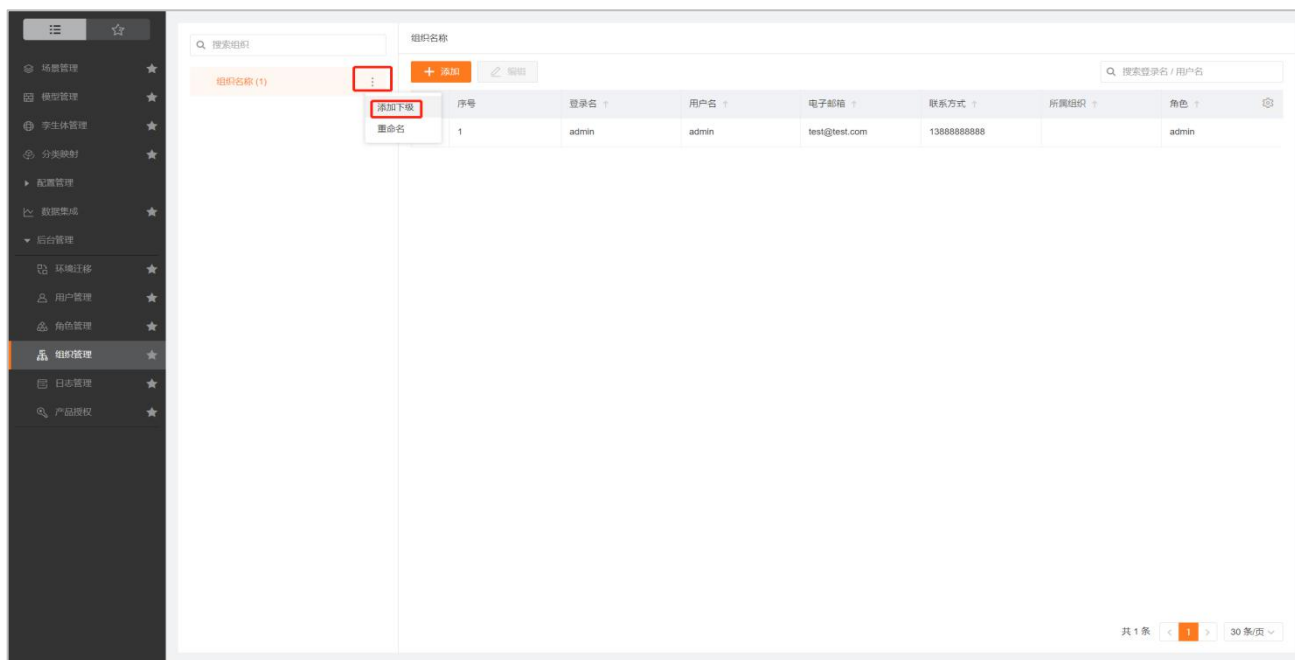 场景管理
模型管理
孪生体管理
分类映射
配置管理
数据集成
后台管理
环境迁移
用户管理
角色管理
组织管理
日志管理
产品授权
搜索组织
组织名称 (1)
添加下级
重命名
组织名称
添加 编辑 搜索登录名 / 用户名
序号 登录名 用户名 电子邮箱 联系方式 所属组织 角色
1 admin admin test@test.com 13888888888 admin
共 1 条 1 30 条/页